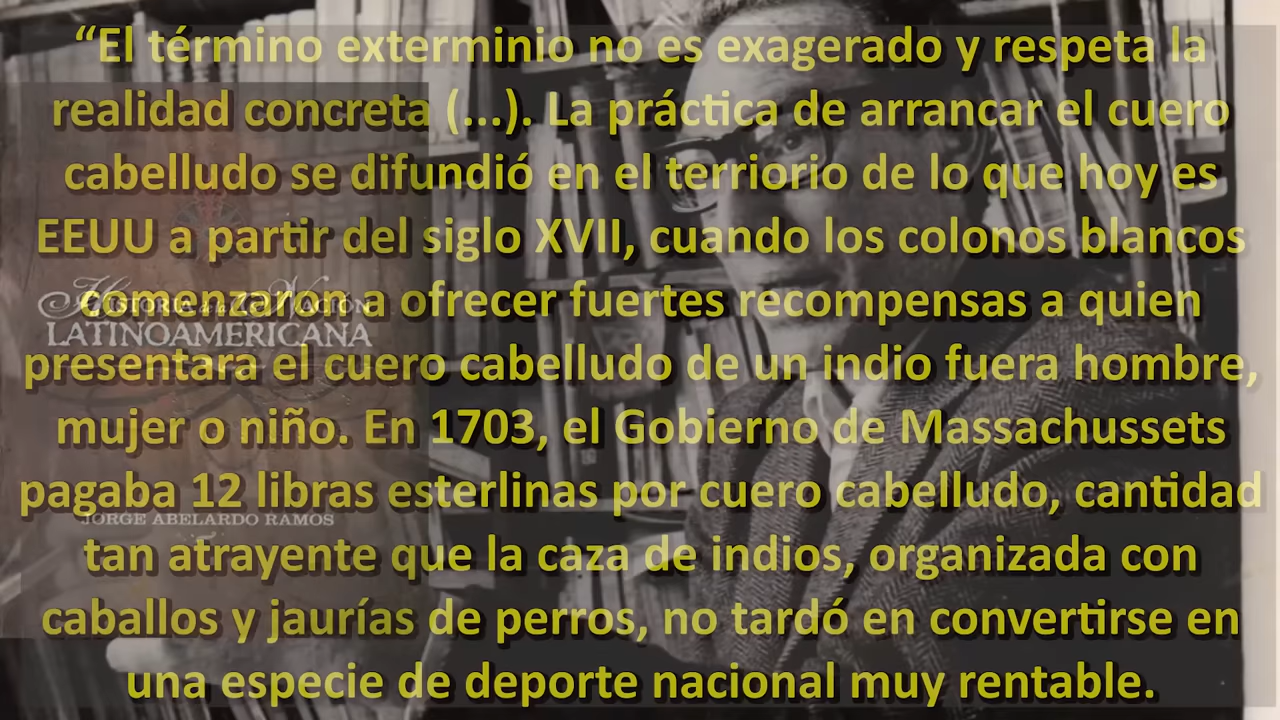 “El término exterminio no es exagerado y respeta la
realidad concreta (...). La práctica de arrancar el cuero
cabelludo se difundió en el terriorio de lo que hoy es
EEUU a partir del siglo XVII, cuando los colonos blancos
comenzaron a ofrecer fuertes recompensas a quien
HISTORIA de la NACIÓN
LATINOAMERICANA
presentara el cuero cabelludo de un indio fuera hombre,
mujer o niño. En 1703, el Gobierno de Massachussets
pagaba 12 libras esterlinas por cuero cabelludo, cantidad
JORGE ABELARDO RAMOS
tan atrayente que la caza de indios, organizada con
caballos y jaurías de perros, no tardó en convertirse en
una especie de deporte nacional muy rentable.